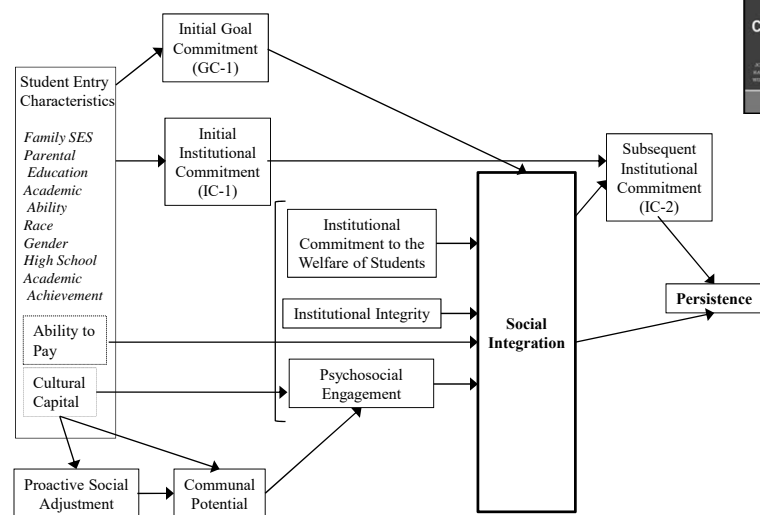 Initial Goal
Commitment
(GC-1)
Student Entry
Characteristics
Family SES
Parental
Education
Academic
Ability
Race
Gender
High School
Academic
Achievement
Ability to
Pay
Cultural
Capital
Initial
Institutional
Commitment
(IC-1)
Subsequent
Institutional
Commitment
(IC-2)
Institutional
Commitment to the
Welfare of Students
Institutional Integrity
Psychosocial
Engagement
Social
Integration
Persistence
Proactive Social
Adjustment
Communal
Potential